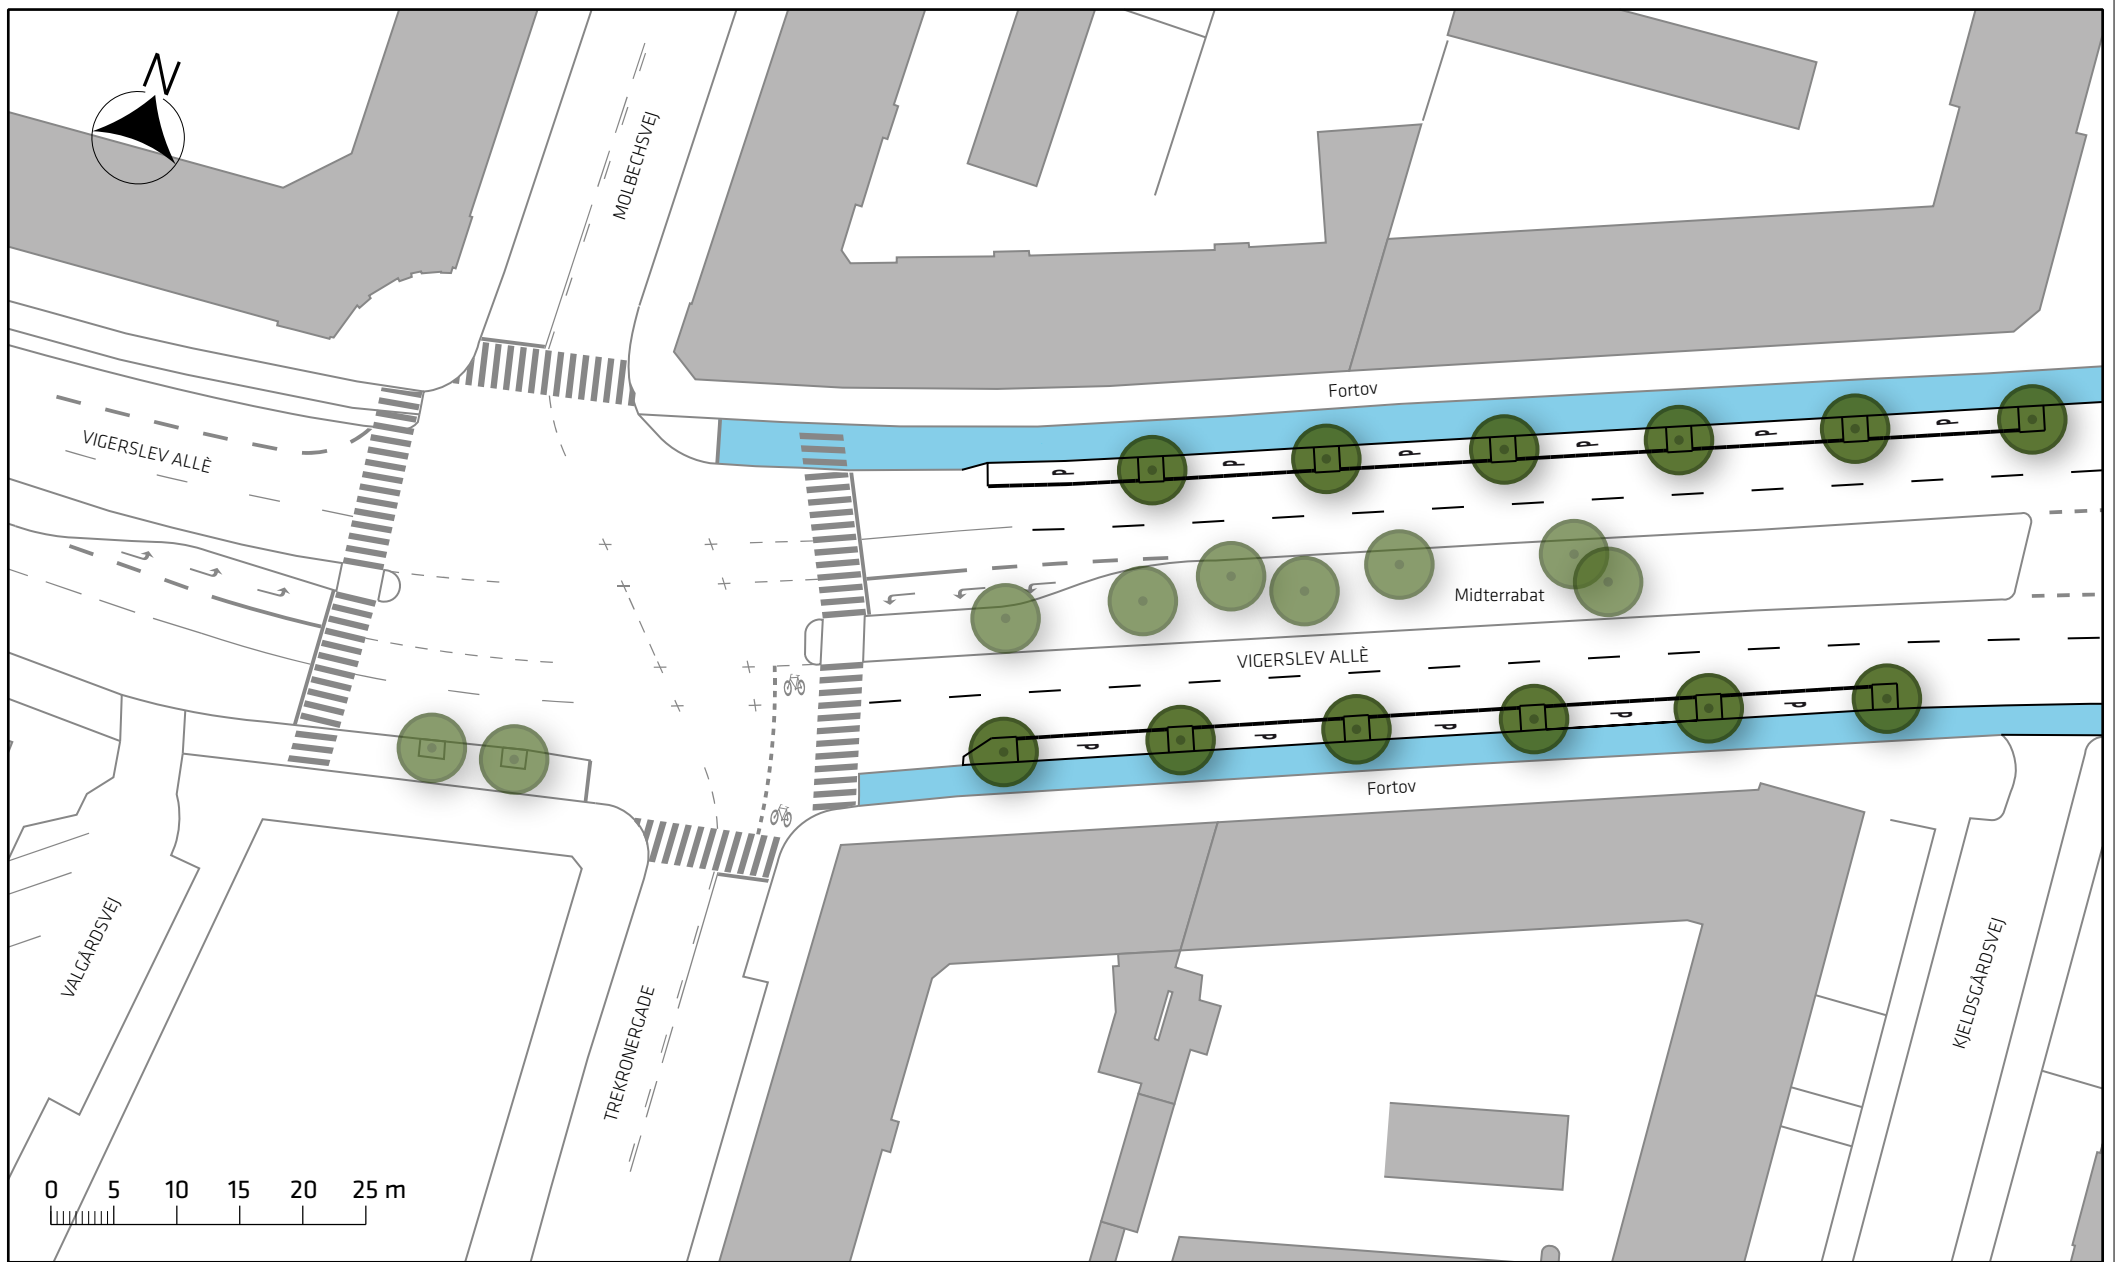 N
MOLBECHSVEJ
VIGERSLEV ALLÈ
Fortov
P
P
P
P
P
P
Midterrabat
VIGERSLEV ALLÈ
P
P
P
P
P
Fortov
VALGÅRDSVEJ
TREKRONERGADE
KJELDSGÅRDSVEJ
0 5 10 15 20 25 m